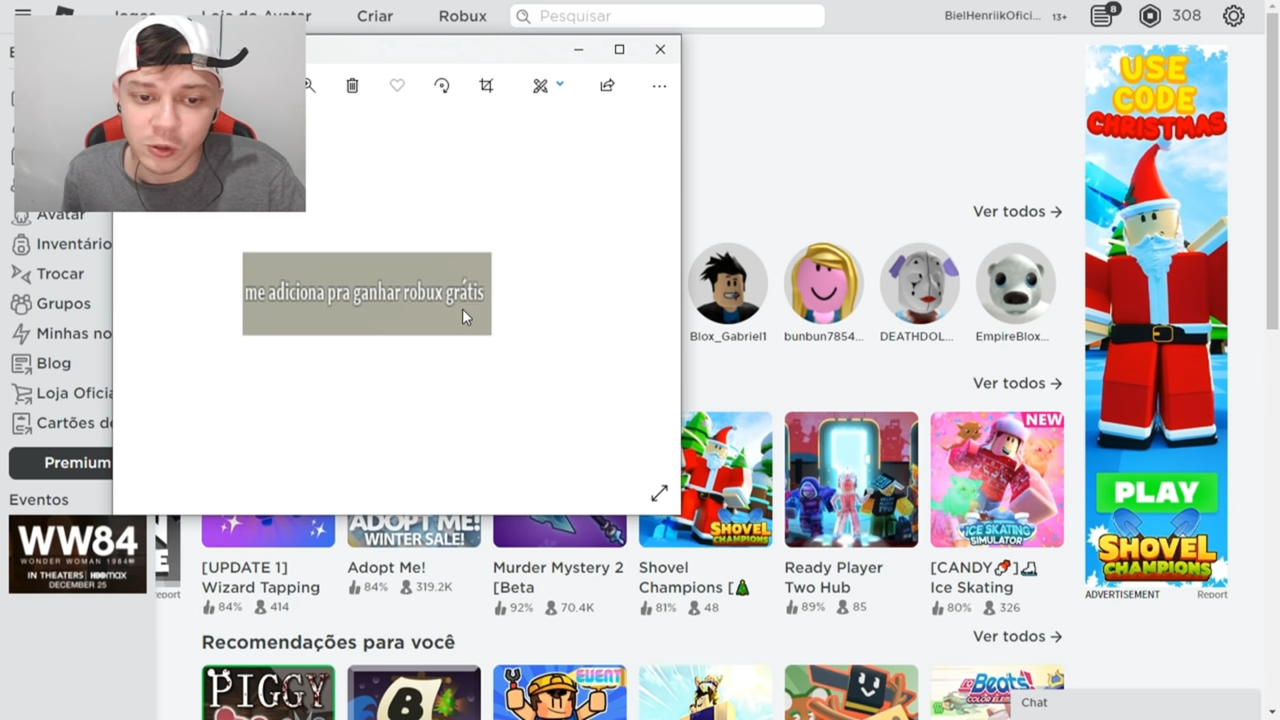 Criar
Robux
Pesquisar
BielHenriikOfici...
13+
8
308
me adiciona pra ganhar robux grátis
Avatar
Inventário
Trocar
Grupos
Minhas no
Blog
Loja Oficia
Cartões de
Premium
Eventos
WW84
WONDER WOMAN 1984
IN THEATERS | HBOmax
DECEMBER 25
Ver todos →
Blox_Gabriel1
bunbun7854...
DEATHDOL...
EmpireBlox...
Ver todos →
ADOPT ME!
WINTER SALE!
SHOVEL
CHAMPIONS
NEW
ICE SKATING
SIMULATOR
[UPDATE 1]
Wizard Tapping
84% 414
Adopt Me!
84% 319.2K
Murder Mystery 2
[Beta
92% 70.4K
Shovel
Champions [🎄
81% 48
Ready Player
Two Hub
89% 85
[CANDY🍬]⛸
Ice Skating
80% 326
Recomendações para você
Ver todos →
PIGGY
B
EVENT
Beats
Chat
USE
CODE
CHRISTMAS
PLAY
SHOVEL
CHAMPIONS
ADVERTISEMENT
Report